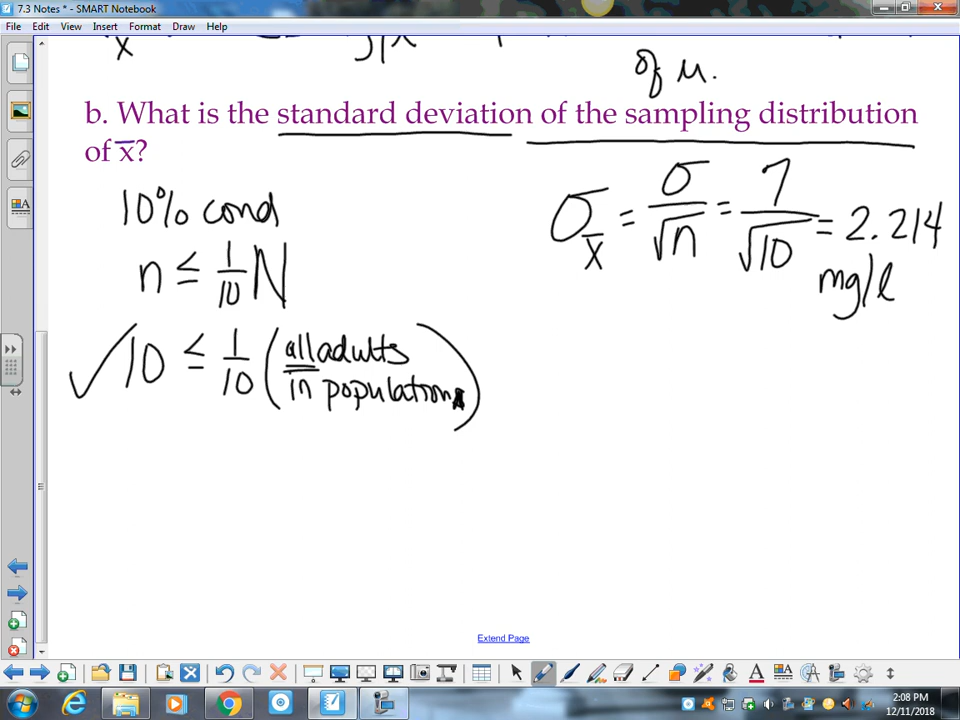 7.3 Notes * - SMART Notebook
File Edit View Insert Format Draw Help
x
of μ.
b. What is the standard deviation of the sampling distribution
of x̅?
10% cond
n ≤ 1/10 N
✓ 10 ≤ 1/10 (all adults
in population)
σx̅ = σ/√n = 7/√10 = 2.214
mg/l
Extend Page
2:08 PM
12/11/2018